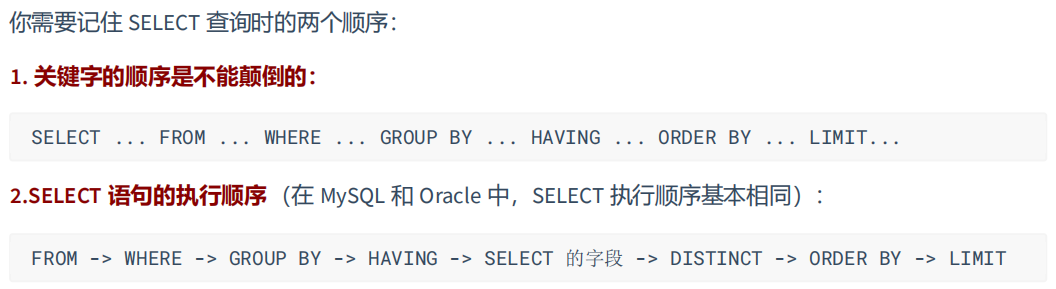 你需要记住 SELECT 查询时的两个顺序：
1. 关键字的顺序是不能颠倒的：
SELECT ... FROM ... WHERE ... GROUP BY ... HAVING ... ORDER BY ... LIMIT...
2.SELECT 语句的执行顺序（在 MySQL 和 Oracle 中，SELECT 执行顺序基本相同）：
FROM -> WHERE -> GROUP BY -> HAVING -> SELECT 的字段 -> DISTINCT -> ORDER BY -> LIMIT